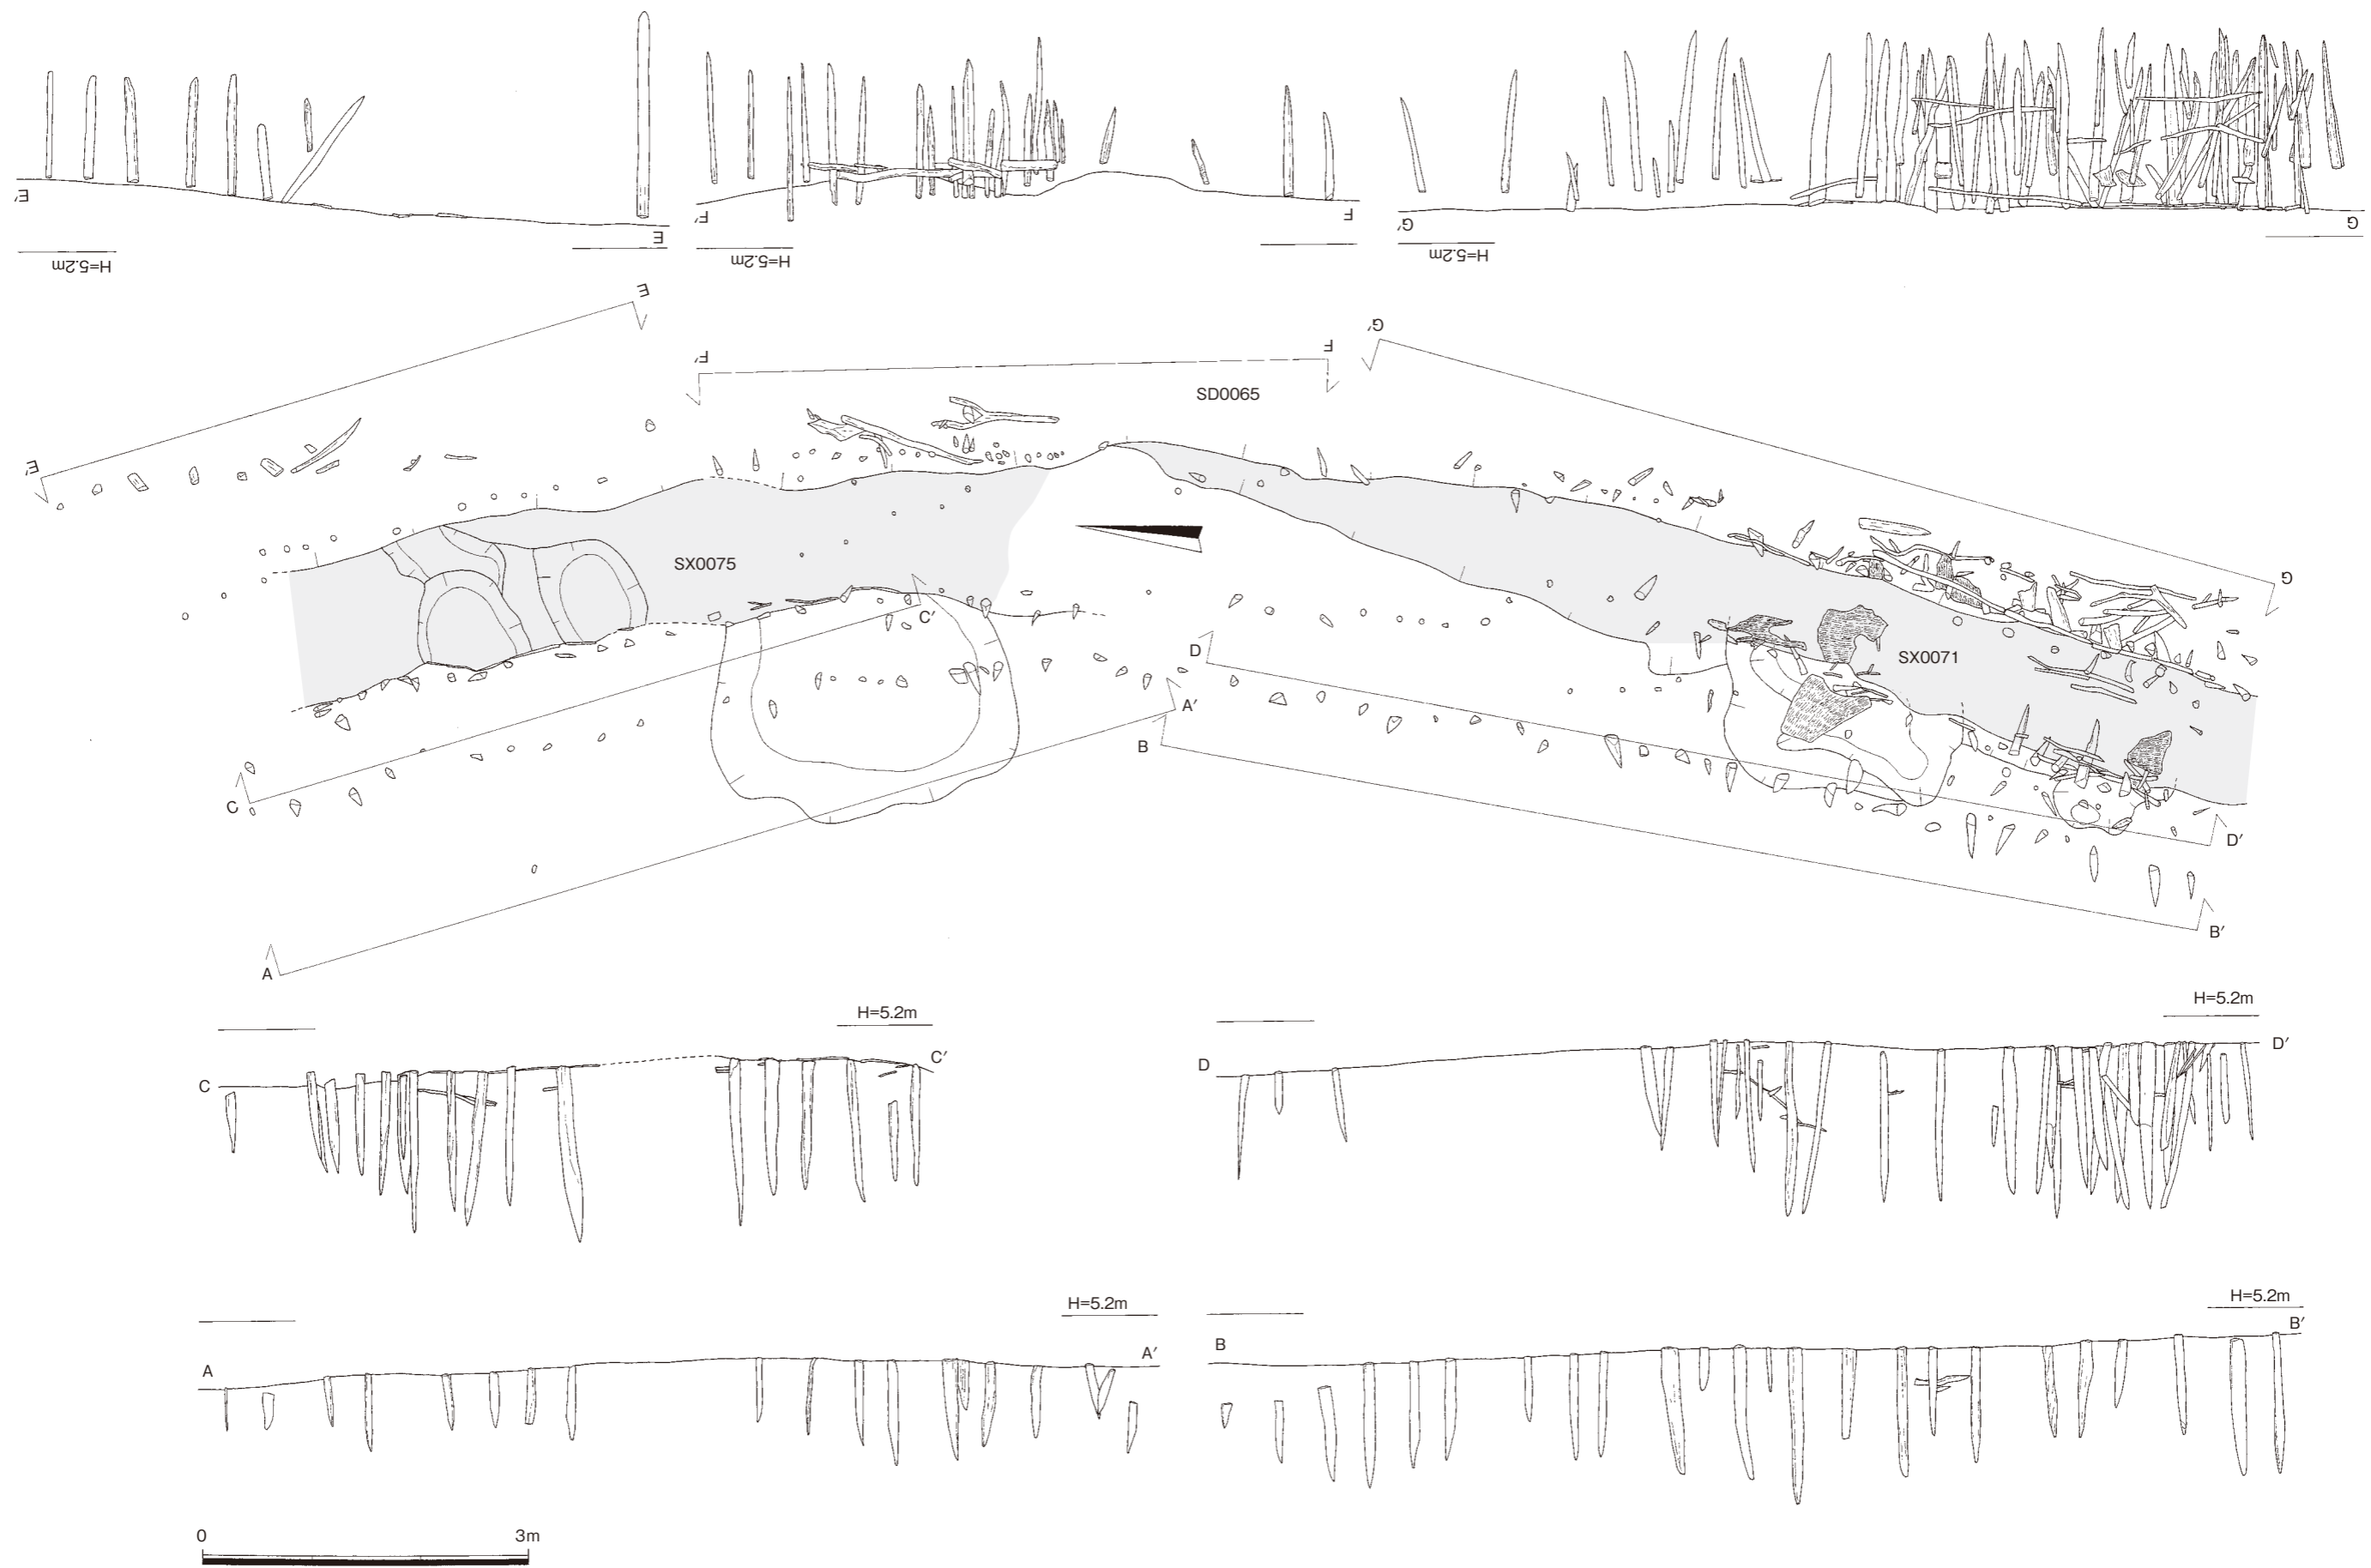 E′
E
H=5.2m
F′
F
H=5.2m
G′
G
H=5.2m
E
E′
F′
F
G′
SD0065
SX0075
C′
D
A′
B
C
A
G
SX0071
D′
B′
H=5.2m
C
C′
H=5.2m
D
D′
H=5.2m
A
A′
H=5.2m
B
B′
0 3m